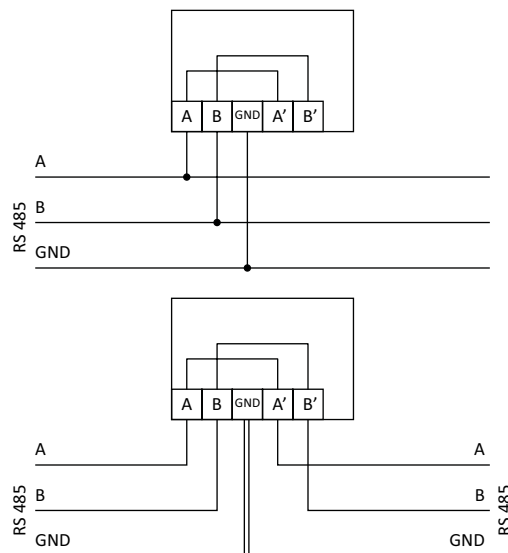 A B GND A’ B’
A
B
GND
RS 485
A B GND A’ B’
A A
B B
GND GND
RS 485 RS 485